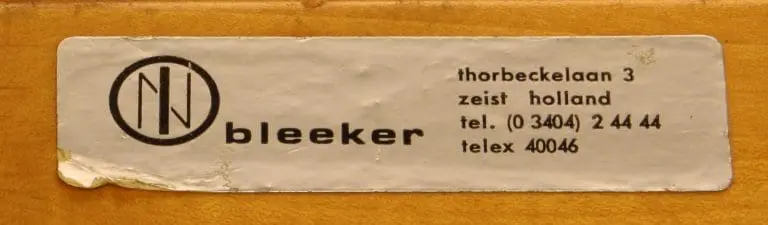 bleeker
thorbeckelaan 3
zeist holland
tel. (0 3404) 2 44 44
telex 40046